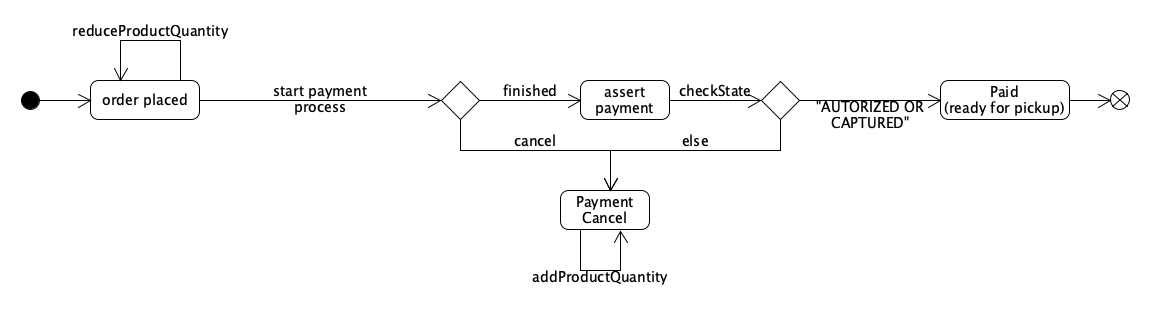 reduceProductQuantity
order placed
start payment
process
finished
assert
payment
checkState
"AUTORIZED OR
CAPTURED"
Paid
(ready for pickup)
cancel
else
Payment
Cancel
addProductQuantity